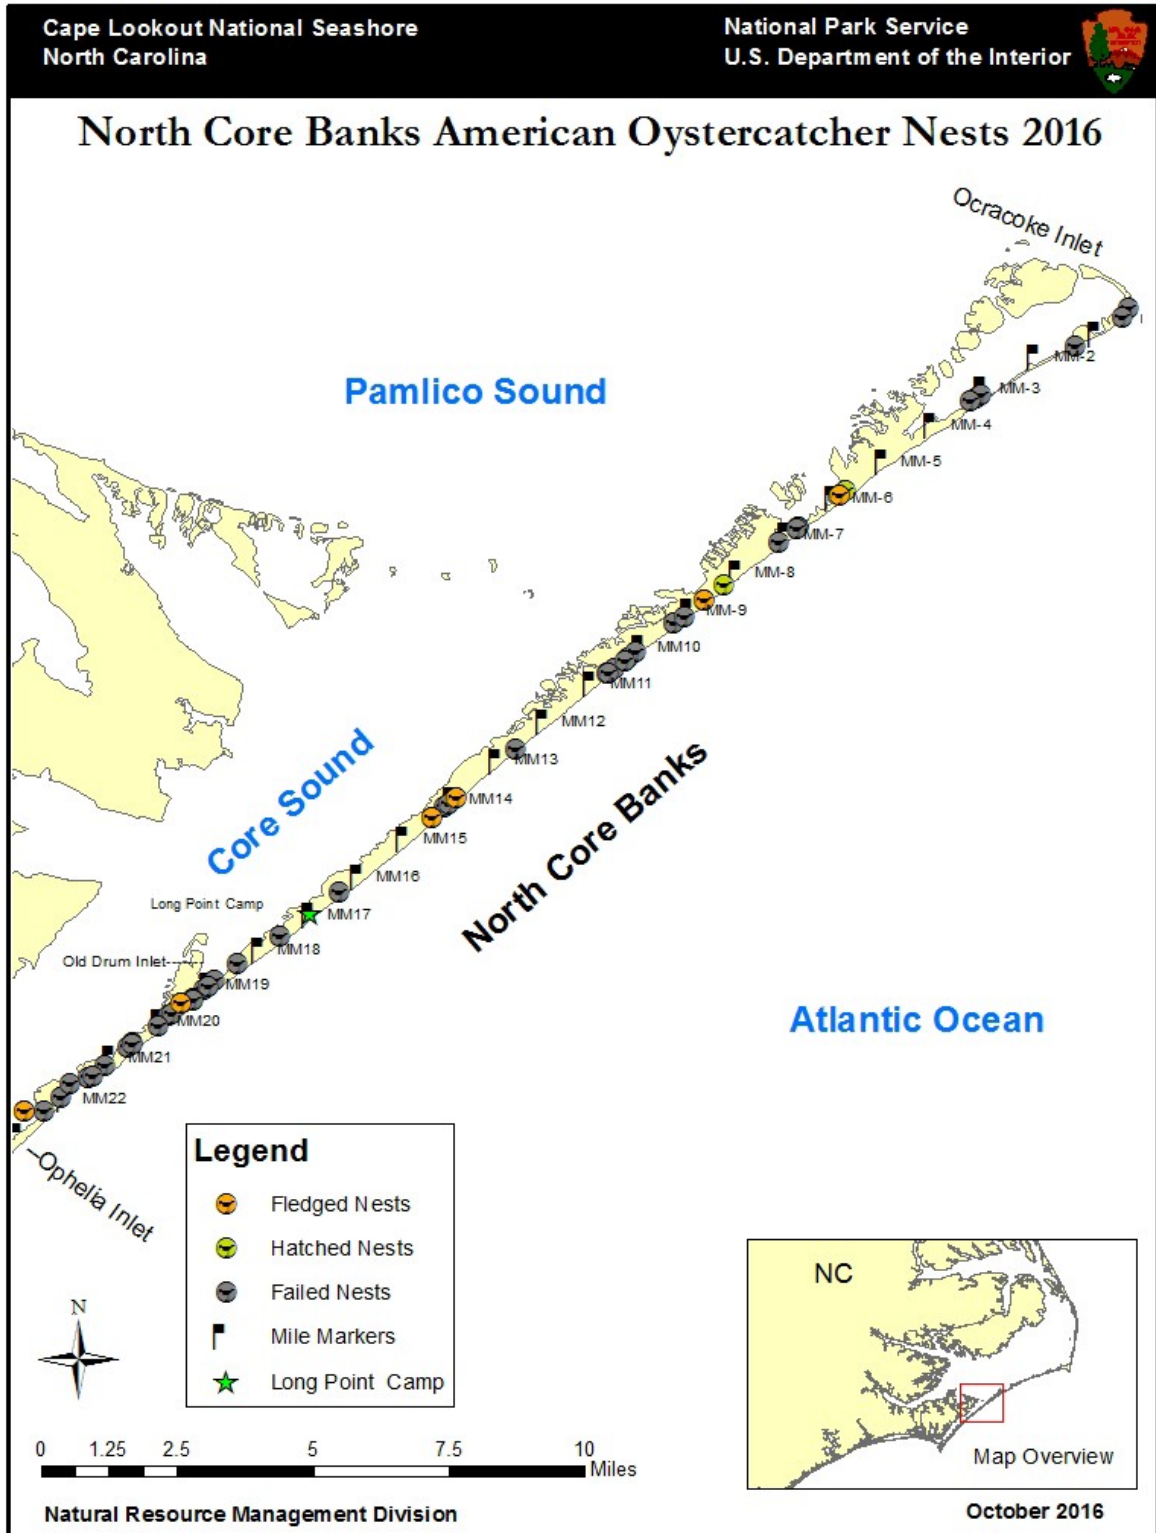 Cape Lookout National Seashore
North Carolina
National Park Service
U.S. Department of the Interior
North Core Banks American Oystercatcher Nests 2016
Ocracoke Inlet
MM-2
Pamlico Sound
MM-3
MM-4
MM-5
MM-6
MM-7
MM-8
MM-9
MM10
MM11
MM12
MM13
Core Sound
North Core Banks
MM14
MM15
MM16
Long Point Camp
MM17
MM18
Old Drum Inlet
MM19
MM20
Atlantic Ocean
MM21
MM22
Ophelia Inlet
Legend
Fledged Nests
Hatched Nests
Failed Nests
Mile Markers
Long Point Camp
N
NC
Map Overview
0 1.25 2.5 5 7.5 10
Miles
Natural Resource Management Division
October 2016